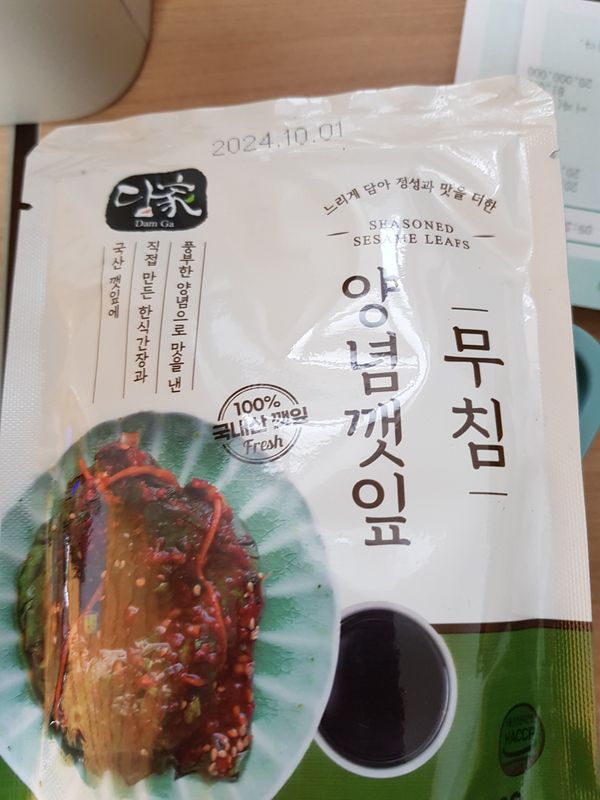 2024.10.01
담家
Dam Ga
느리게 담아 정성과 맛을 더한
SEASONED
SESAME LEAFS
무침
양념깻잎
국산 깻잎에
직접 만든 한식간장과
풍부한 양념으로 맛을 낸
100%
국내산 깻잎
Fresh
HACCP
20,000,000